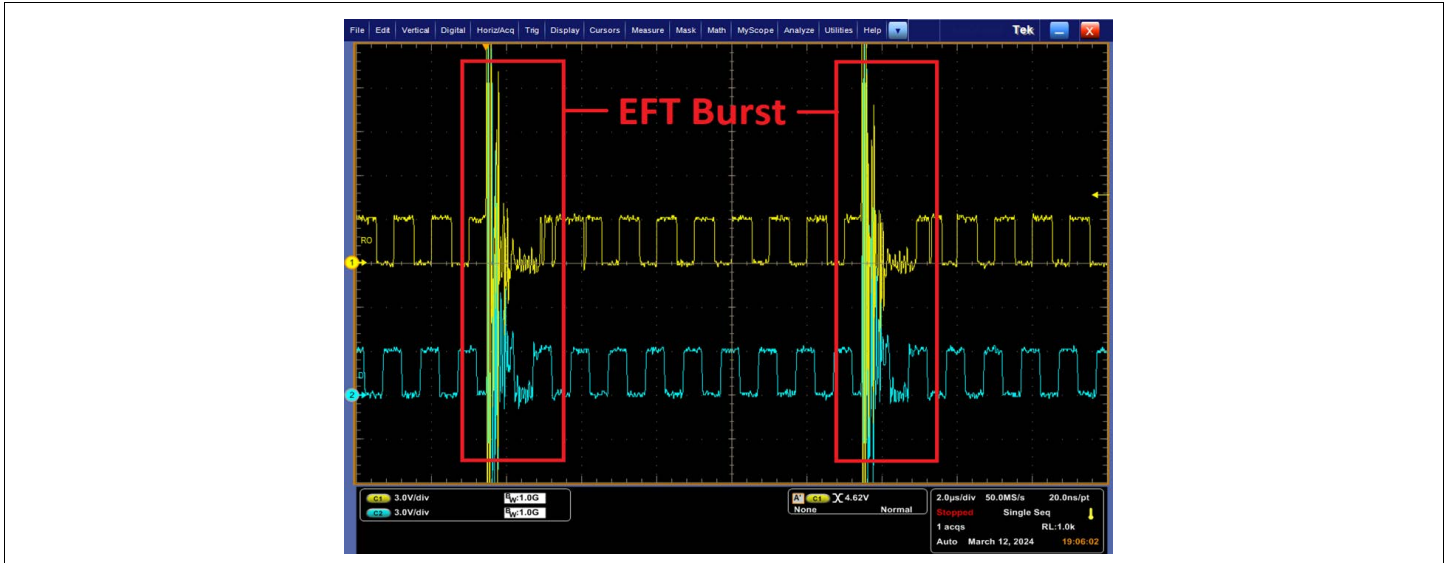 File Edit Vertical Digital Horiz/Acq Trig Display Cursors Measure Mask Math MyScope Analyze Utilities Help Tek X
EFT Burst
RO
1
DI
2
C1 3.0V/div BW:1.0G
C2 3.0V/div BW:1.0G
A' C1 4.62V
None Normal
2.0µs/div 50.0MS/s 20.0ns/pt
Stopped Single Seq
1 acqs RL:1.0k
Auto March 12, 2024 19:06:02